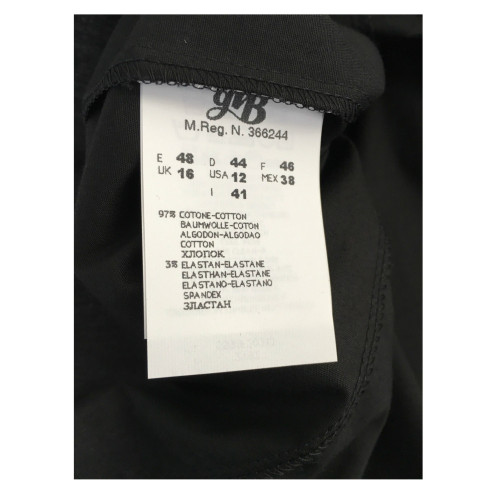 gMB
M.Reg. N. 366244
E 48 D 44 F 46
UK 16 USA 12 MEX 38
I 41
97% COTONE-COTTON
BAUMWOLLE-COTON
ALGODON-ALGODAO
COTTON
ХЛОПОК
3% ELASTAN-ELASTANE
ELASTHAN-ELASTANE
ELASTANO-ELASTANO
SPANDEX
ЭЛАСТАН